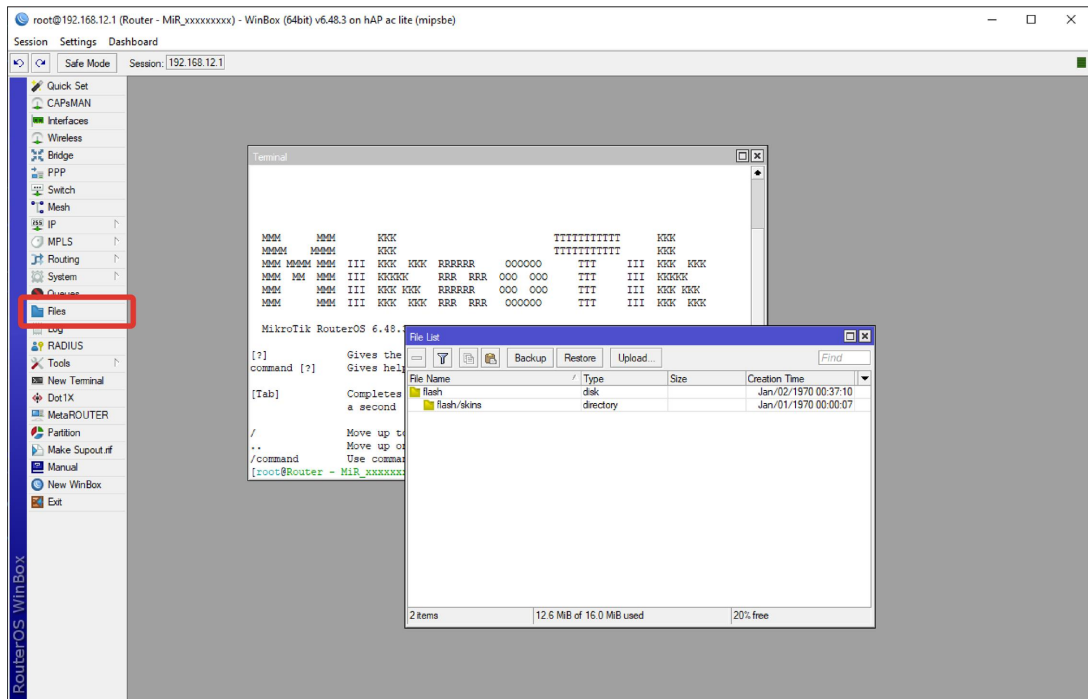 root@192.168.12.1 (Router - MiR_xxxxxxxxx) - WinBox (64bit) v6.48.3 on hAP ac lite (mipsbe)
Session Settings Dashboard
Safe Mode Session: 192.168.12.1
Quick Set
CAPsMAN
Interfaces
Wireless
Bridge
PPP
Switch
Mesh
IP
MPLS
Routing
System
Queues
Files
Log
RADIUS
Tools
New Terminal
Dot1X
MetaROUTER
Partition
Make Supout.rif
Manual
New WinBox
Exit
RouterOS WinBox
Terminal
MMM MMM KKK TTTTTTTTTTT KKK
MMMM MMMM KKK TTTTTTTTTTT KKK
MMM MMMM MMM III KKK KKK RRRRRR OOOOOO TTT III KKK KKK
MMM MM MMM III KKKKK RRR RRR OOO OOO TTT III KKKKK
MMM MMM III KKK KKK RRRRRR OOO OOO TTT III KKK KKK
MMM MMM III KKK KKK RRR RRR OOOOOO TTT III KKK KKK
MikroTik RouterOS 6.48.
[?] Gives the
command [?] Gives help
[Tab] Completes
a second
/ Move up to
.. Move up
/command Use comma
[root@Router - MiR_xxxxxx
File List
Backup Restore Upload... Find
File Name / Type Size Creation Time
flash disk Jan/02/1970 00:37:10
flash/skins directory Jan/01/1970 00:00:07
2 items 12.6 MiB of 16.0 MiB used 20% free